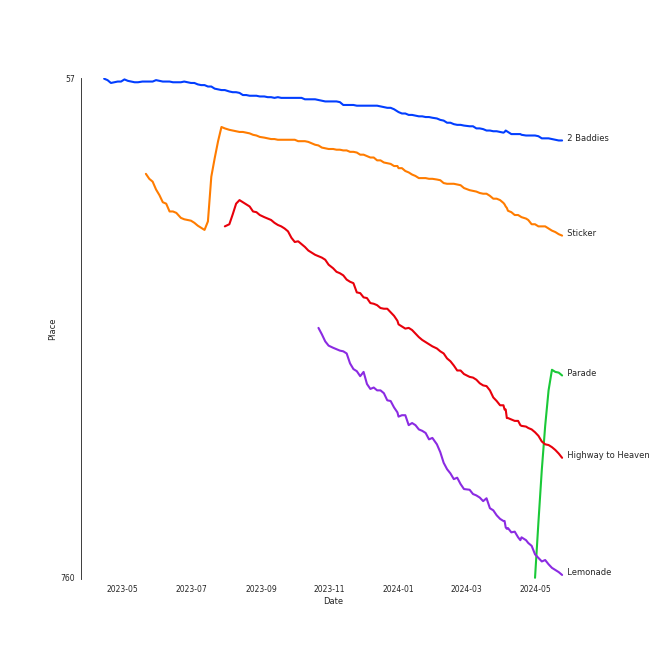 57
2 Baddies
Sticker
Place
Parade
Highway to Heaven
Lemonade
760
2023-05 2023-07 2023-09 2023-11 2024-01 2024-03 2024-05
Date